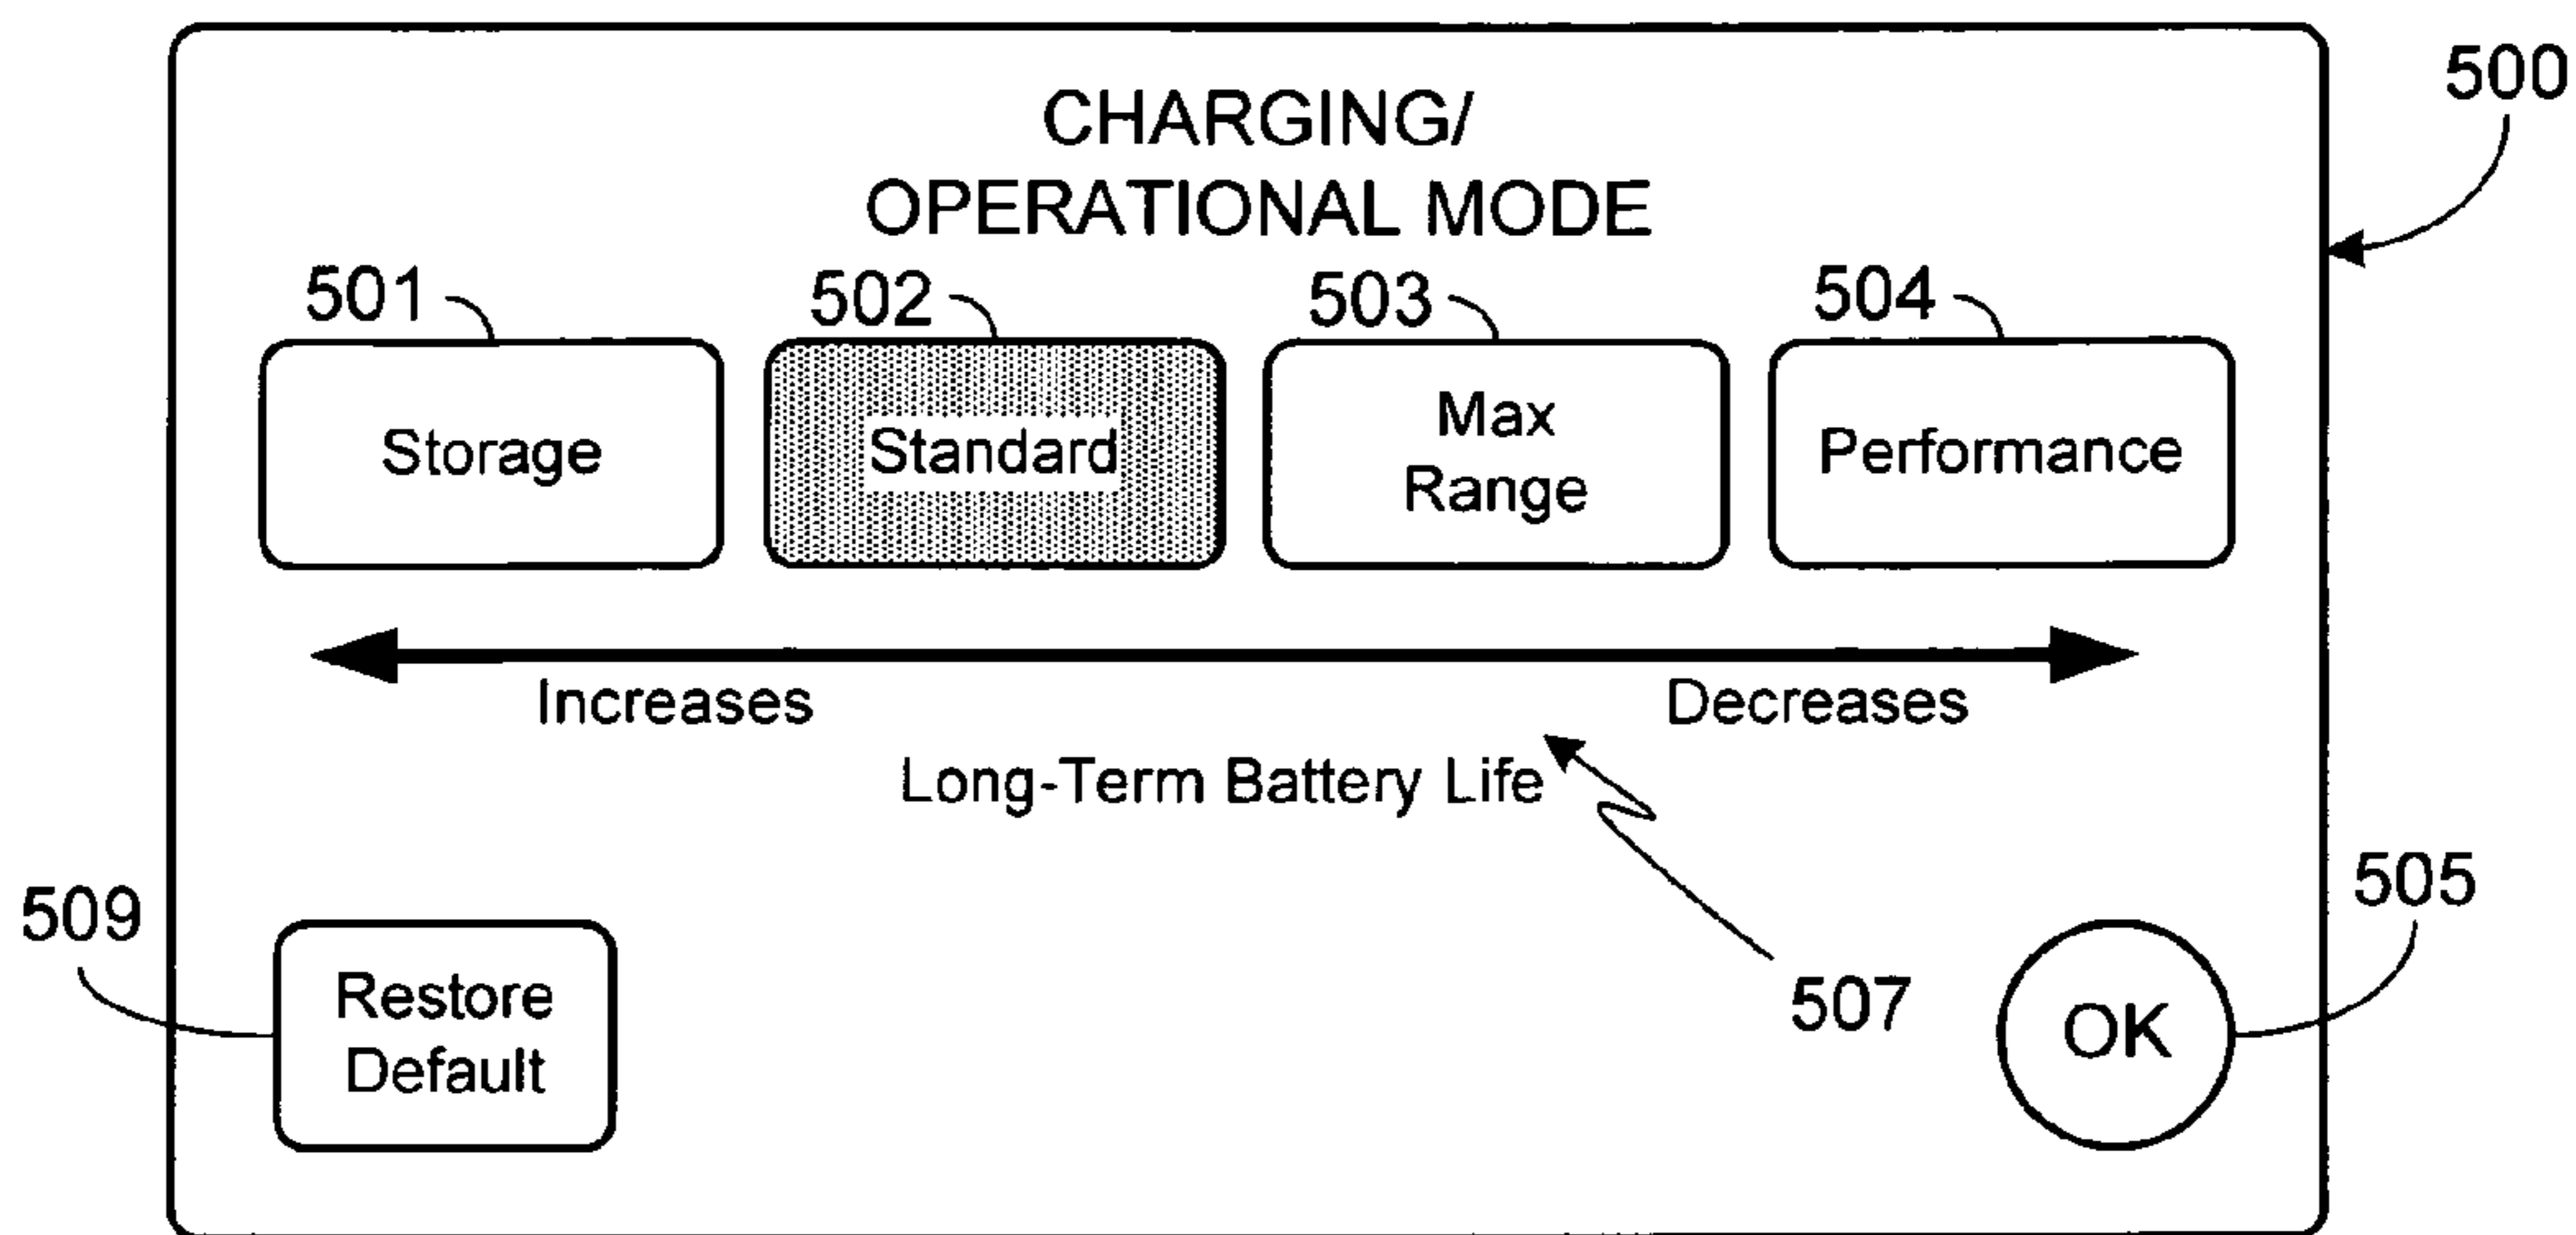 CHARGING/
OPERATIONAL MODE
500
501
502
503
504
Storage
Standard
Max
Range
Performance
Increases
Decreases
Long-Term Battery Life
509
505
507
Restore
Default
OK